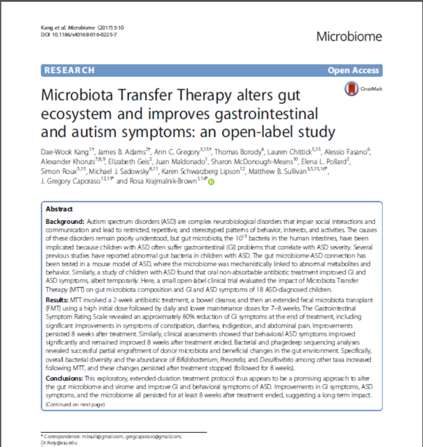 Kang et al. Microbiome (2017) 5:10
DOI 10.1186/s40168-016-0225-7
Microbiome
RESEARCH
Open Access
CrossMark
Microbiota Transfer Therapy alters gut
ecosystem and improves gastrointestinal
and autism symptoms: an open-label study
Dae-Wook Kang, James B. Adams, Ann C. Gregory, Thomas Borody, Lauren Chittick, Alessio Fasano,
Alexander Khoruts, Elizabeth Geis, Juan Maldonado, Sharon McDonough-Means, Elena L. Pollard,
Simon Roux, Michael J. Sadowsky, Karen Schwarzberg Lipson, Matthew B. Sullivan,
J. Gregory Caporaso and Rosa Krajmalnik-Brown
Abstract
Background: Autism spectrum disorders (ASD) are complex neurobiological disorders that impair social interactions and
communication and lead to restricted, repetitive, and stereotyped patterns of behavior, interests, and activities. The causes
of these disorders remain poorly understood, but gut microbiota, the 10¹³ bacteria in the human intestines, have been
implicated because children with ASD often suffer gastrointestinal (GI) problems that correlate with ASD severity. Several
previous studies have reported abnormal gut bacteria in children with ASD. The gut microbiome-ASD connection has
been tested in a mouse model of ASD, where the microbiome was mechanistically linked to abnormal metabolites and
behavior. Similarly, a study of children with ASD found that oral non-absorbable antibiotic treatment improved GI and
ASD symptoms, albeit temporarily. Here, a small open-label clinical trial evaluated the impact of Microbiota Transfer
Therapy (MTT) on gut microbiota composition and GI and ASD symptoms of 18 ASD-diagnosed children.
Results: MTT involved a 2-week antibiotic treatment, a bowel cleanse, and then an extended fecal microbiota transplant
(FMT) using a high initial dose followed by daily and lower maintenance doses for 7–8 weeks. The Gastrointestinal
Symptom Rating Scale revealed an approximately 80% reduction of GI symptoms at the end of treatment, including
significant improvements in symptoms of constipation, diarrhea, indigestion, and abdominal pain. Improvements
persisted 8 weeks after treatment. Similarly, clinical assessments showed that behavioral ASD symptoms improved
significantly and remained improved 8 weeks after treatment ended. Bacterial and phagedeep sequencing analyses
revealed successful partial engraftment of donor microbiota and beneficial changes in the gut environment. Specifically,
overall bacterial diversity and the abundance of Bifidobacterium, Prevotella, and Desulfovibrio among other taxa increased
following MTT, and these changes persisted after treatment stopped (followed for 8 weeks).
Conclusions: This exploratory, extended-duration treatment protocol thus appears to be a promising approach to alter
the gut microbiome and virome and improve GI and behavioral symptoms of ASD. Improvements in GI symptoms, ASD
symptoms, and the microbiome all persisted for at least 8 weeks after treatment ended, suggesting a long-term impact.
(Continued on next page)